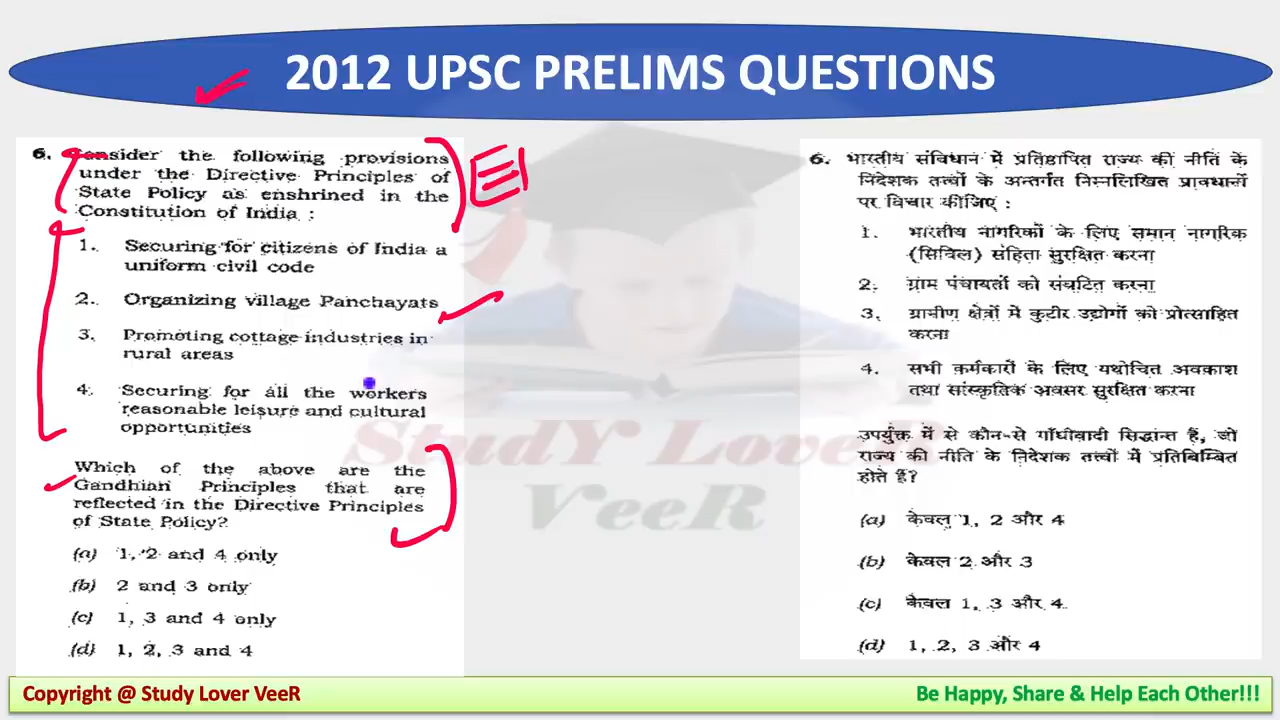 2012 UPSC PRELIMS QUESTIONS
6. Consider the following provisions
under the Directive Principles of
State Policy as enshrined in the
Constitution of India :
1. Securing for citizens of India a
uniform civil code
2. Organizing village Panchayats
3. Promoting cottage industries in
rural areas
4. Securing for all the workers
reasonable leisure and cultural
opportunities
Which of the above are the
Gandhian Principles that are
reflected in the Directive Principles
of State Policy?
(a) 1, 2 and 4 only
(b) 2 and 3 only
(c) 1, 3 and 4 only
(d) 1, 2, 3 and 4
6. भारतीय संविधान में प्रतिष्ठापित राज्य की नीति के
निदेशक तत्त्वों के अन्तर्गत निम्नलिखित प्रावधानों
पर विचार कीजिए :
1. भारतीय नागरिकों के लिए समान नागरिक
(सिविल) संहिता सुरक्षित करना
2. ग्राम पंचायतों को संघटित करना
3. ग्रामीण क्षेत्रों में कुटीर उद्योगों को प्रोत्साहित
करना
4. सभी कर्मकारों के लिए यथोचित अवकाश
तथा सांस्कृतिक अवसर सुरक्षित करना
उपर्युक्त में से कौन-से गाँधीवादी सिद्धान्त हैं, जो
राज्य की नीति के निदेशक तत्त्वों में प्रतिबिम्बित
होते हैं?
(a) केवल 1, 2 और 4
(b) केवल 2 और 3
(c) केवल 1, 3 और 4
(d) 1, 2, 3 और 4
StudY LoveR
VeeR
Copyright @ Study Lover VeeR
Be Happy, Share & Help Each Other!!!